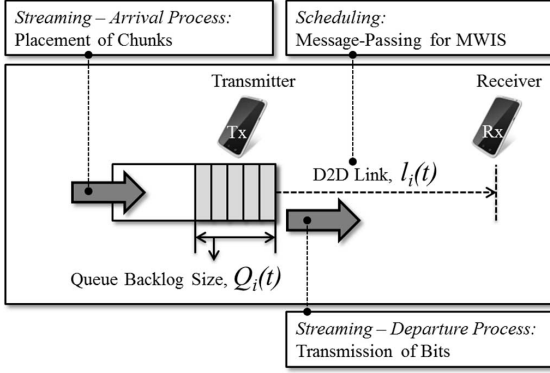 Streaming – Arrival Process:
Placement of Chunks
Scheduling:
Message-Passing for MWIS
Transmitter
Receiver
Tx
Rx
D2D Link, lᵢ(t)
Queue Backlog Size, Qᵢ(t)
Streaming – Departure Process:
Transmission of Bits